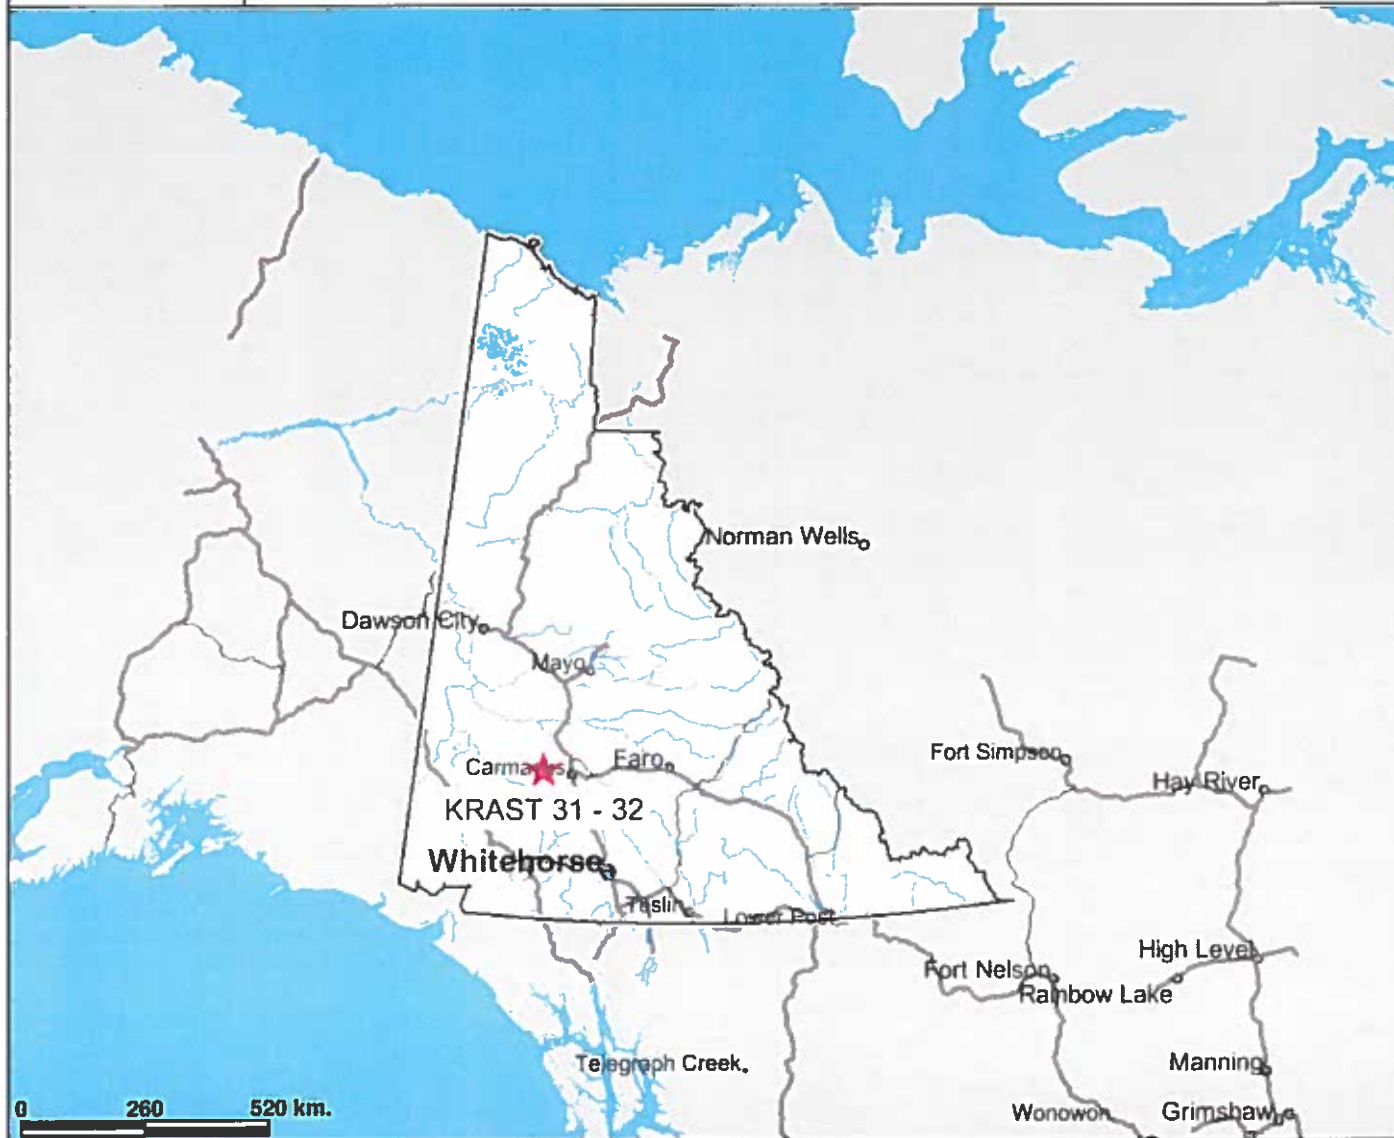 Norman Wells
Dawson City
Mayo
Carmacks
Faro
KRAST 31 - 32
Fort Simpson
Hay River
Whitehorse
Teslin
Lower Post
High Level
Fort Nelson
Rainbow Lake
Telegraph Creek
Manning
0 260 520 km.
Wonowon
Grimshaw